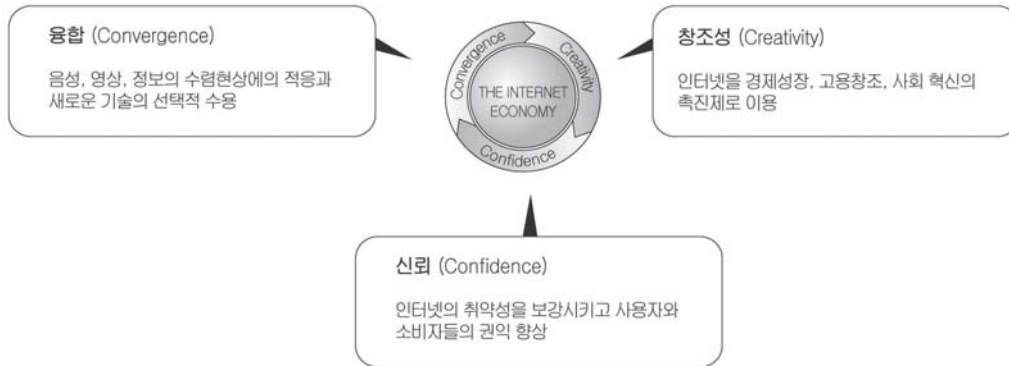 융합 (Convergence)
음성, 영상, 정보의 수렴현상에의 적응과
새로운 기술의 선택적 수용
Convergence
Creativity
Confidence
THE INTERNET
ECONOMY
창조성 (Creativity)
인터넷을 경제성장, 고용창조, 사회 혁신의
촉진제로 이용
신뢰 (Confidence)
인터넷의 취약성을 보강시키고 사용자와
소비자들의 권익 향상